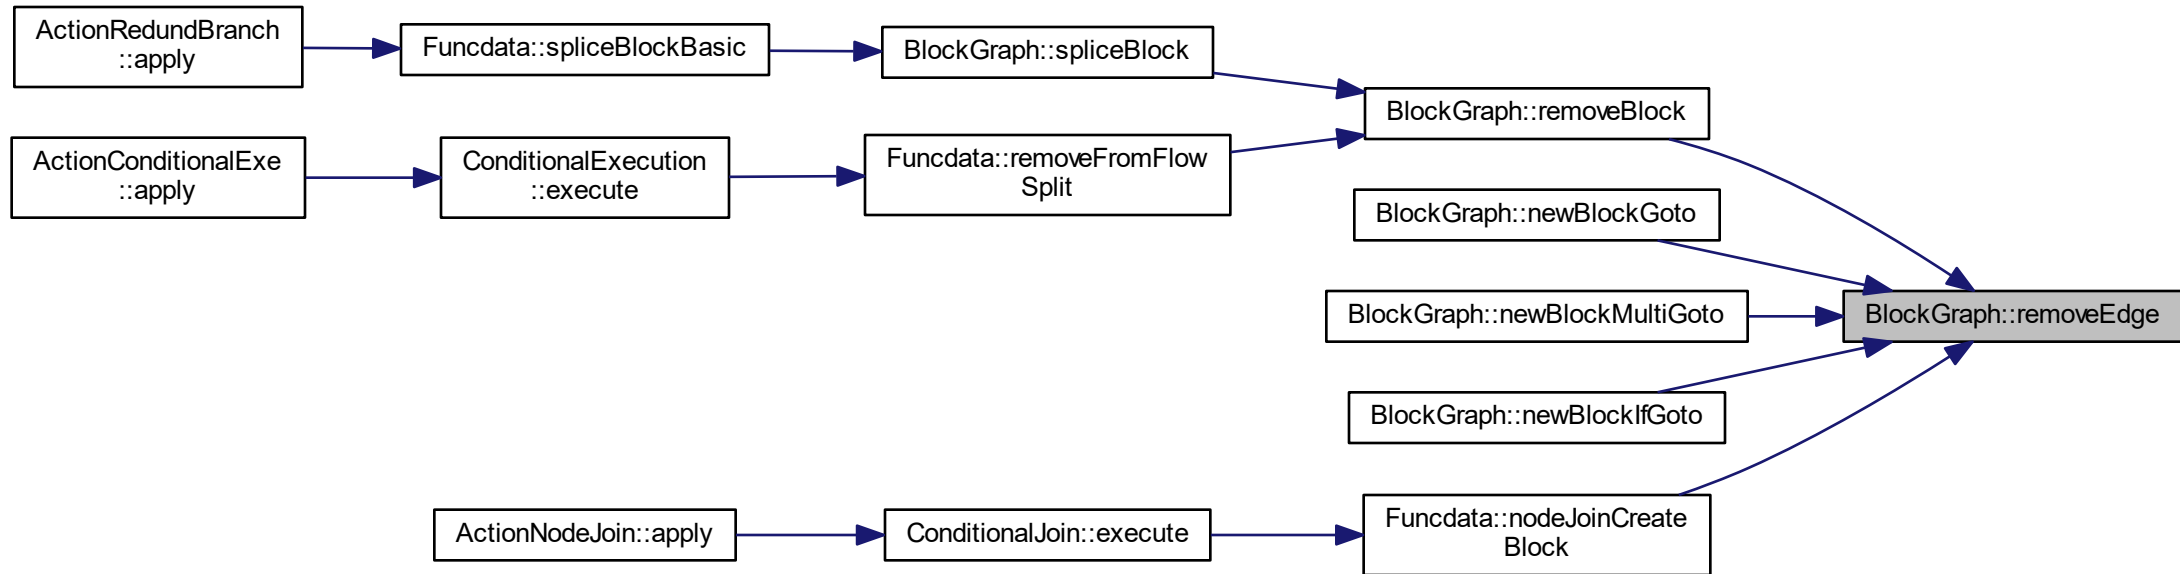 ActionRedundBranch
::apply
Funcdata::spliceBlockBasic
BlockGraph::spliceBlock
BlockGraph::removeBlock
ActionConditionalExe
::apply
ConditionalExecution
::execute
Funcdata::removeFromFlow
Split
BlockGraph::newBlockGoto
BlockGraph::newBlockMultiGoto
BlockGraph::removeEdge
BlockGraph::newBlockIfGoto
ActionNodeJoin::apply
ConditionalJoin::execute
Funcdata::nodeJoinCreate
Block